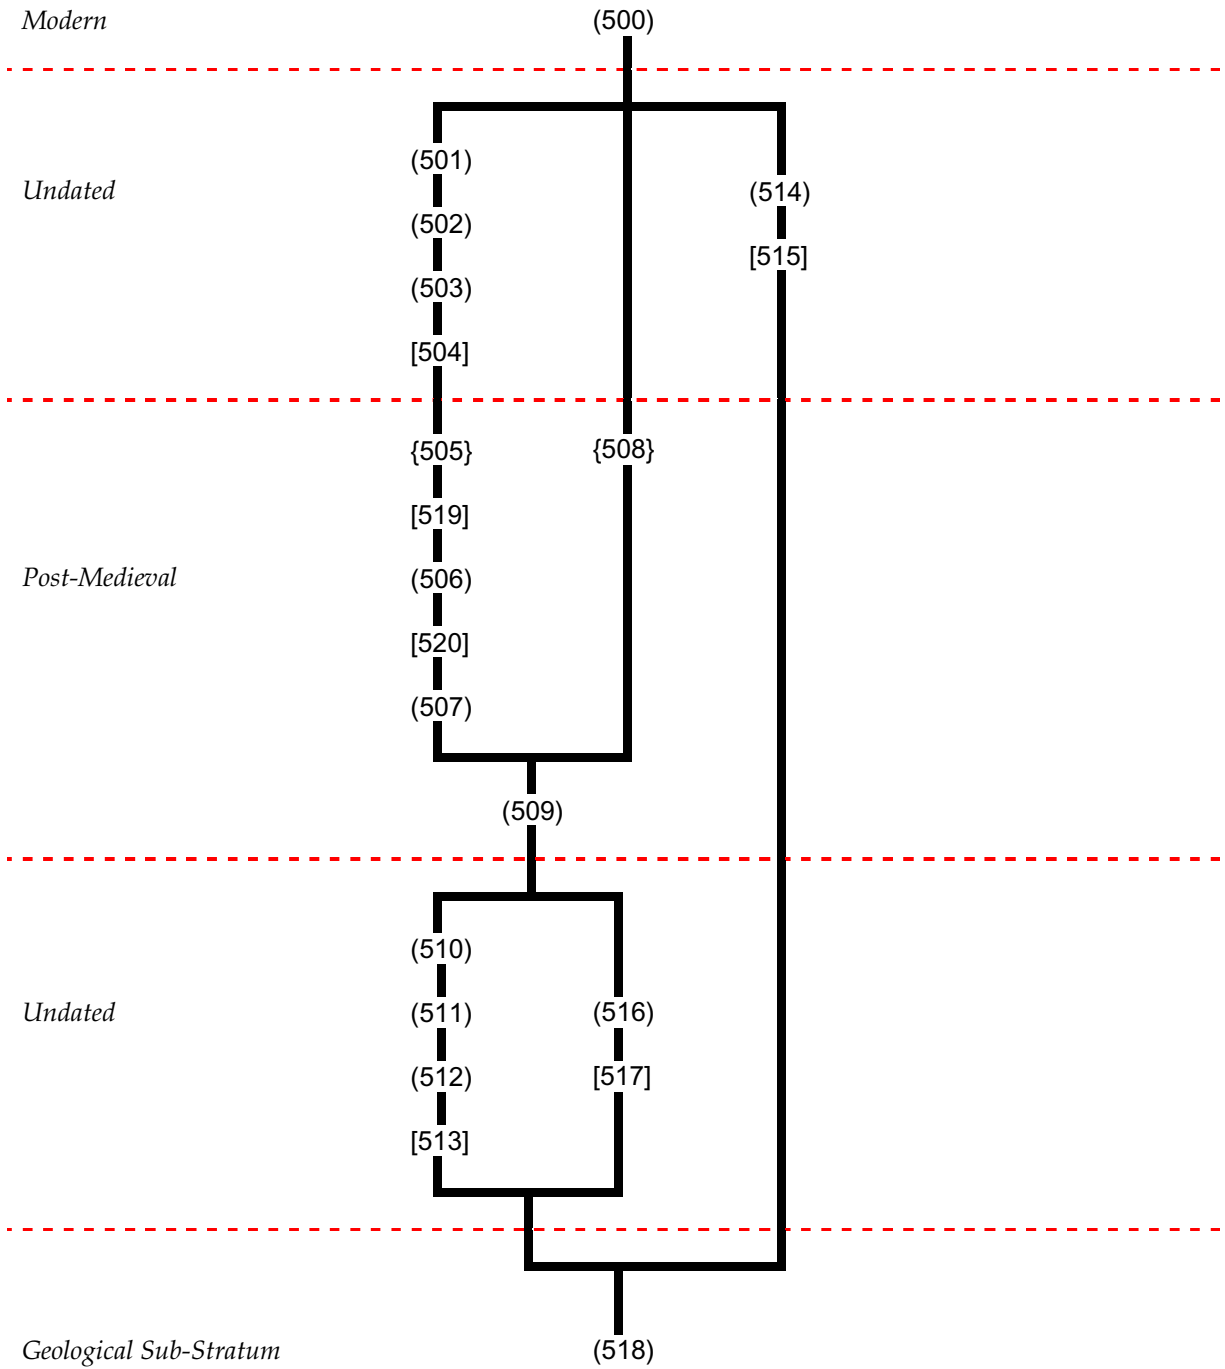 Modern (500)
(501)
Undated (514)
(502)
[515]
(503)
[504]
{505} {508}
[519]
Post-Medieval (506)
[520]
(507)
(509)
(510)
Undated (511) (516)
(512) [517]
[513]
Geological Sub-Stratum (518)